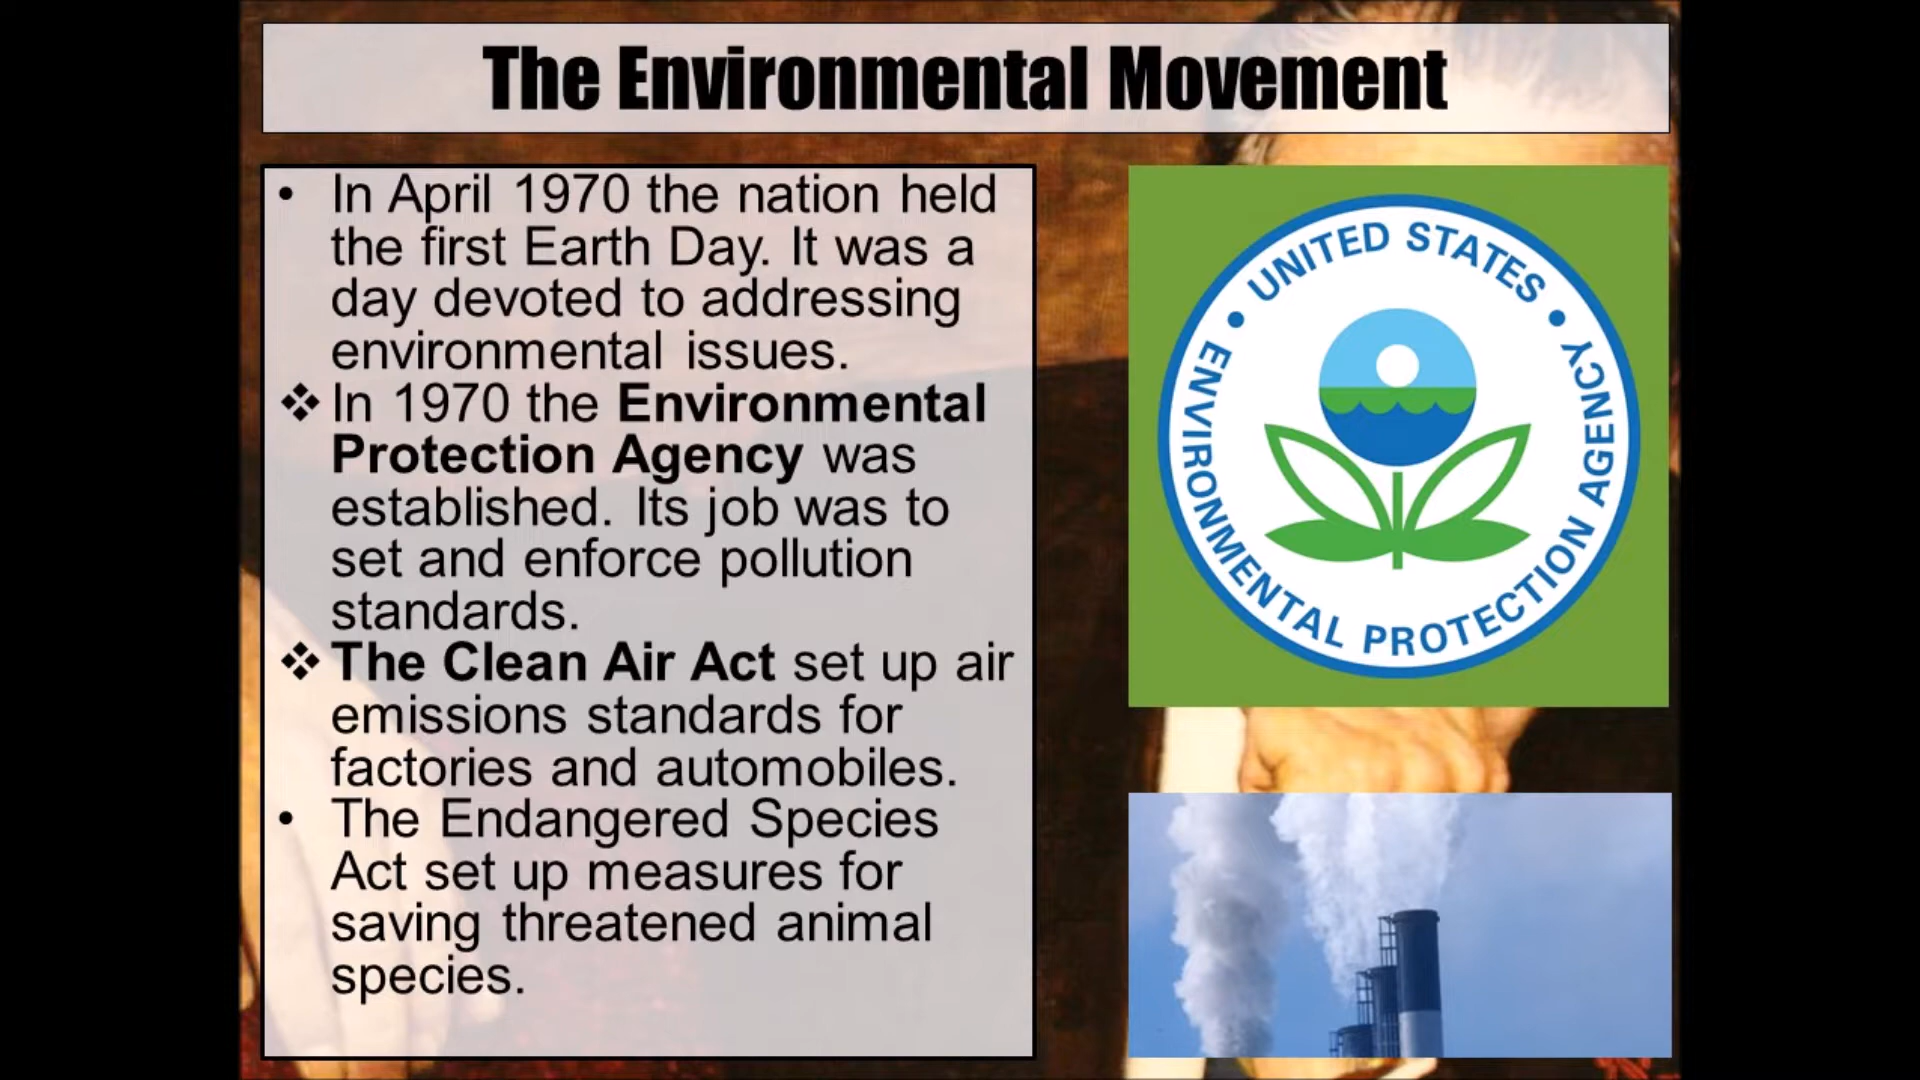 The Environmental Movement
• In April 1970 the nation held
the first Earth Day. It was a
day devoted to addressing
environmental issues.
❖ In 1970 the Environmental
Protection Agency was
established. Its job was to
set and enforce pollution
standards.
❖ The Clean Air Act set up air
emissions standards for
factories and automobiles.
• The Endangered Species
Act set up measures for
saving threatened animal
species.
• UNITED STATES •
ENVIRONMENTAL PROTECTION AGENCY